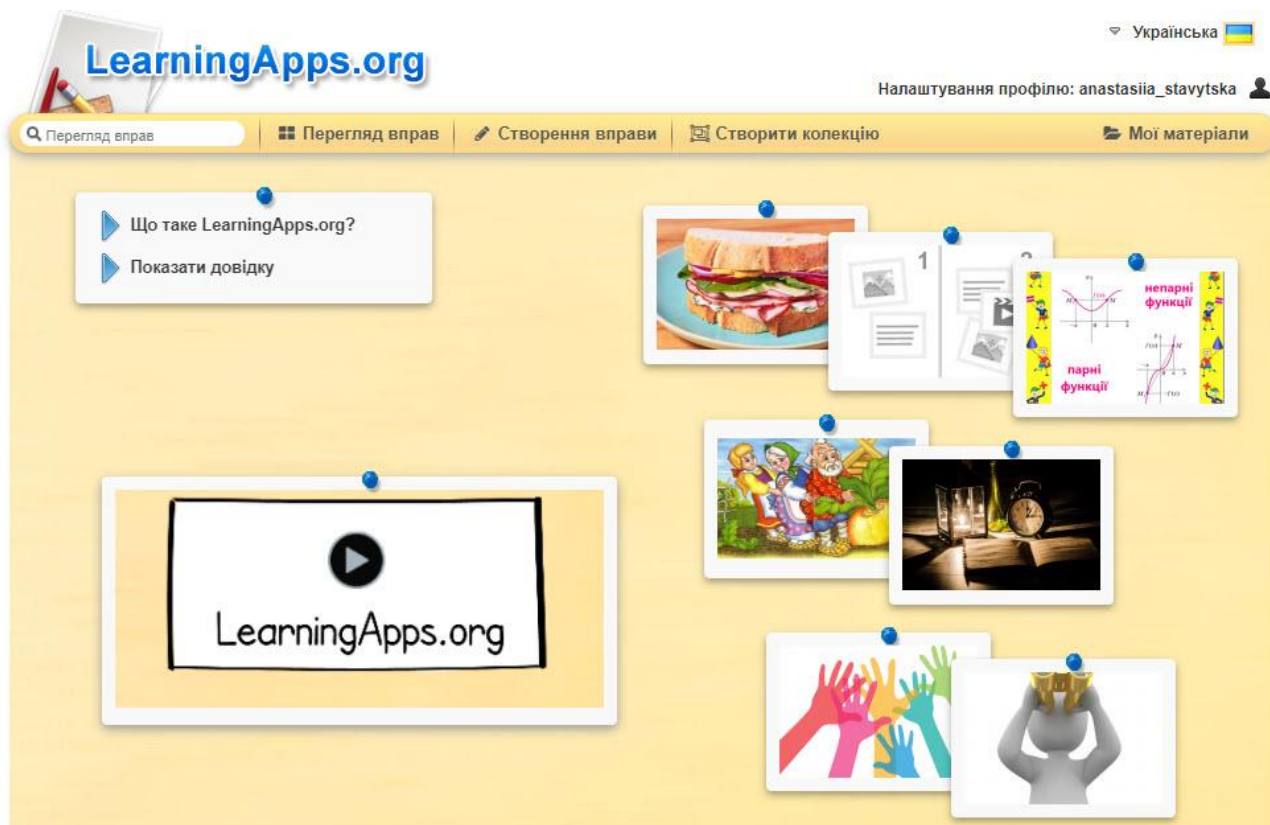 Українська
LearningApps.org
Налаштування профілю: anastasiia_stavytska
Перегляд вправ
Перегляд вправ
Створення вправи
Створити колекцію
Мої матеріали
Що таке LearningApps.org?
Показати довідку
1
2
непарні
функції
парні
функції
LearningApps.org